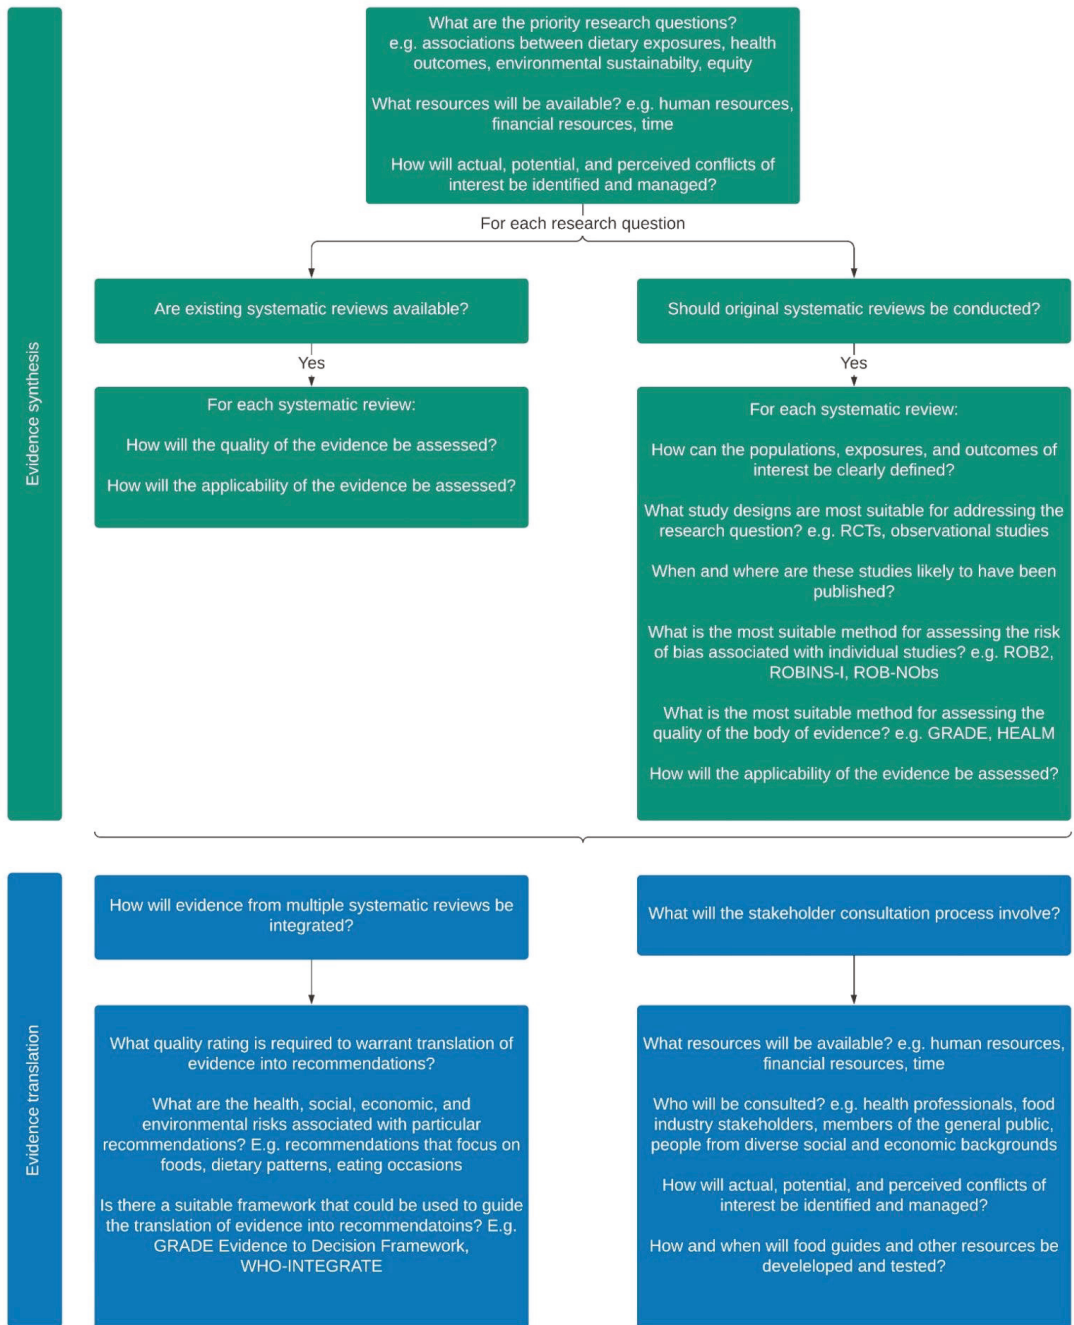 What are the priority research questions?
e.g. associations between dietary exposures, health
outcomes, environmental sustainabilty, equity
What resources will be available? e.g. human resources,
financial resources, time
How will actual, potential, and perceived conflicts of
interest be identified and managed?
For each research question
Are existing systematic reviews available?
Should original systematic reviews be conducted?
Yes
Yes
For each systematic review:
How will the quality of the evidence be assessed?
How will the applicability of the evidence be assessed?
For each systematic review:
How can the populations, exposures, and outcomes of
interest be clearly defined?
What study designs are most suitable for addressing the
research question? e.g. RCTs, observational studies
When and where are these studies likely to have been
published?
What is the most suitable method for assessing the risk
of bias associated with individual studies? e.g. ROB2,
ROBINS-I, ROB-NObs
What is the most suitable method for assessing the
quality of the body of evidence? e.g. GRADE, HEALM
How will the applicability of the evidence be assessed?
Evidence synthesis
How will evidence from multiple systematic reviews be
integrated?
What will the stakeholder consultation process involve?
What quality rating is required to warrant translation of
evidence into recommendations?
What are the health, social, economic, and
environmental risks associated with particular
recommendations? E.g. recommendations that focus on
foods, dietary patterns, eating occasions
Is there a suitable framework that could be used to guide
the translation of evidence into recommendatoins? E.g.
GRADE Evidence to Decision Framework,
WHO-INTEGRATE
What resources will be available? e.g. human resources,
financial resources, time
Who will be consulted? e.g. health professionals, food
industry stakeholders, members of the general public,
people from diverse social and economic backgrounds
How will actual, potential, and perceived conflicts of
interest be identified and managed?
How and when will food guides and other resources be
develeloped and tested?
Evidence translation